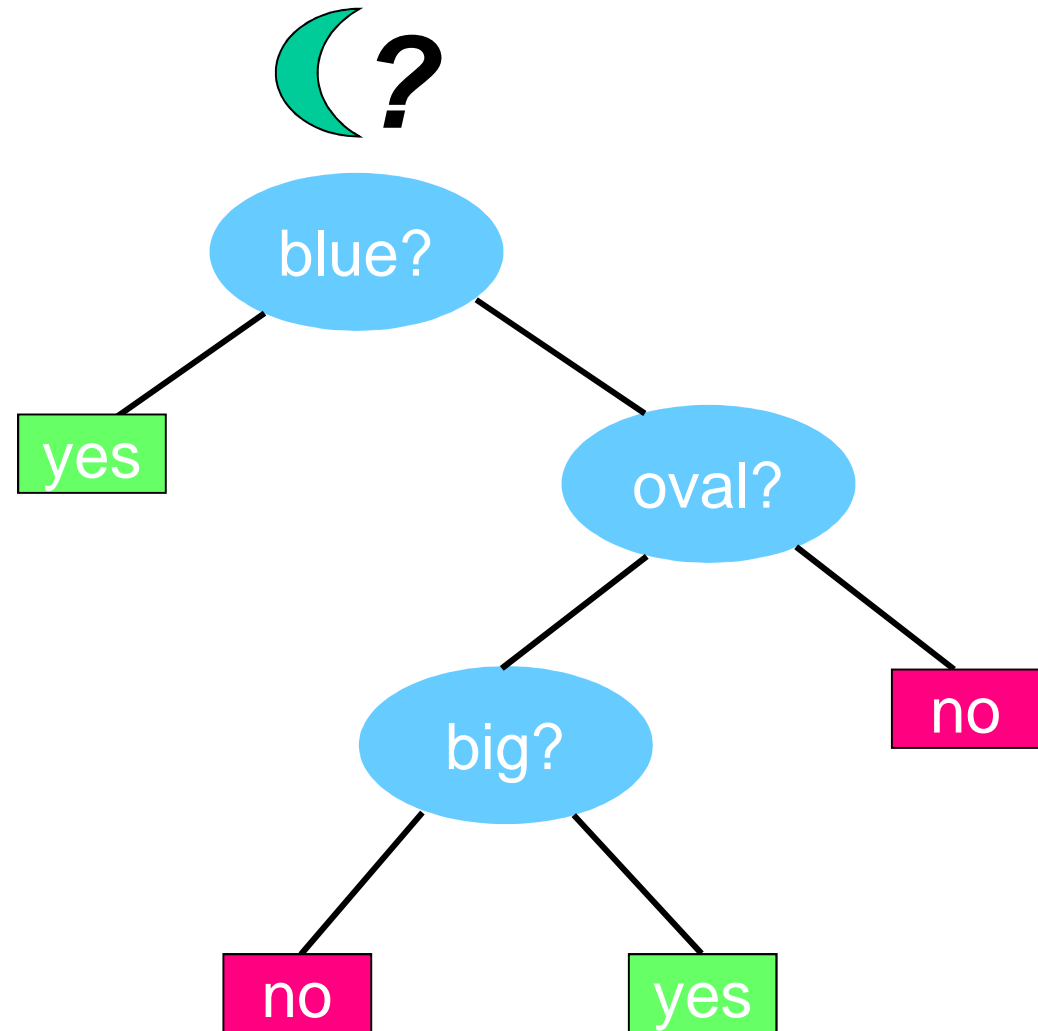 ?
blue?
yes
oval?
no
big?
no
yes